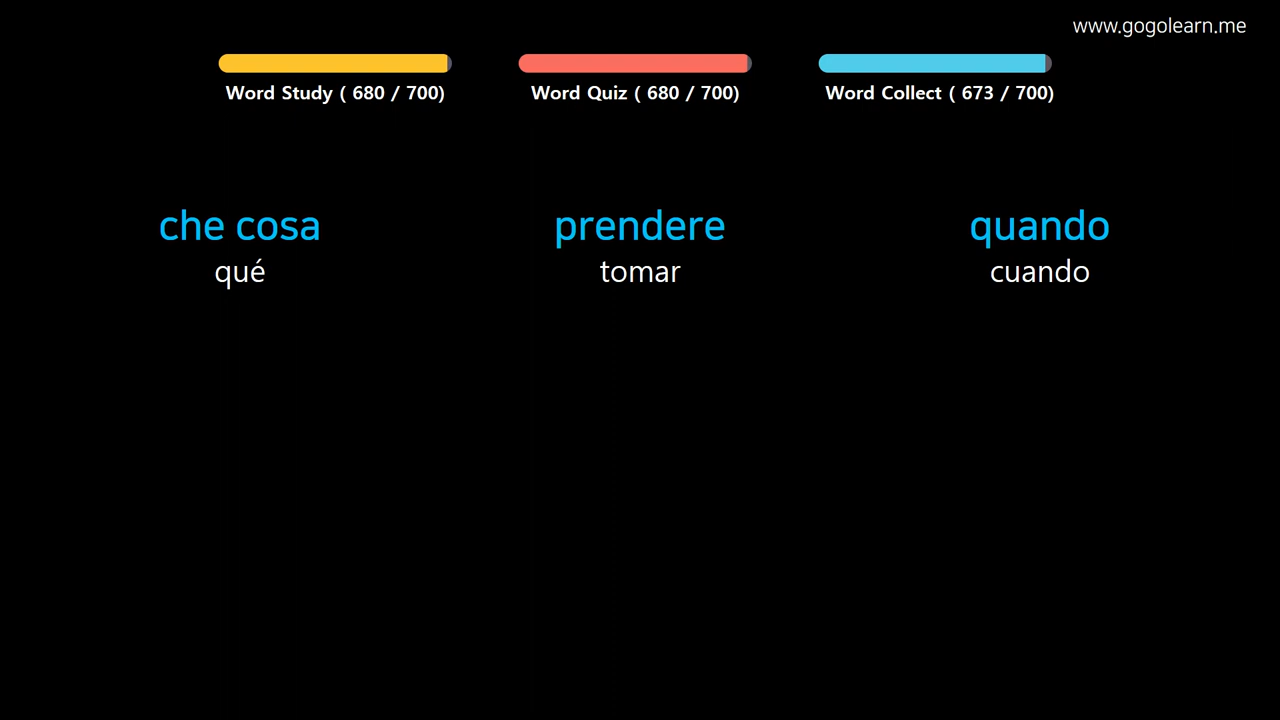 www.gogolearn.me
Word Study ( 680 / 700)
Word Quiz ( 680 / 700)
Word Collect ( 673 / 700)
che cosa
qué
prendere
tomar
quando
cuando